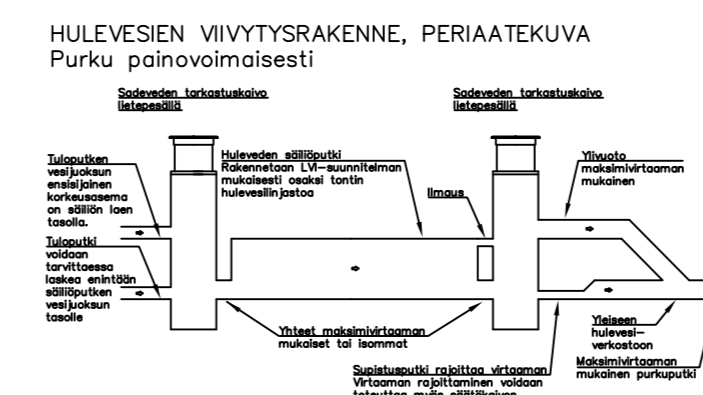 HULEVESIEN VIIVYTYSRAKENNE, PERIAATEKUVA
Purku painovoimaisesti
Sadeveden tarkastuskaivo
lietepesällä
Sadeveden tarkastuskaivo
lietepesällä
Tuloputken
vesijuoksun
ensisijainen
korkeusasema
on säiliön laen
tasolla.
Tuloputki
voidaan
tarvittaessa
laskea enintään
säiliöputken
vesijuoksun
tasolle
Huleveden säiliöputki
Rakennetaan LVI-suunnitelman
mukaisesti osaksi tontin
hulevesilinjastoa
Ilmaus
Ylivuoto
maksimivirtaaman
mukainen
Yhteet maksimivirtaaman
mukaiset tai isommat
Yleiseen
hulevesi-
verkostoon
Maksimivirtaaman
mukainen purkuputki
Supistusputki rajoittaa virtaaman
Virtaaman rajoittaminen voidaan
toteuttaa myös säätökaivon